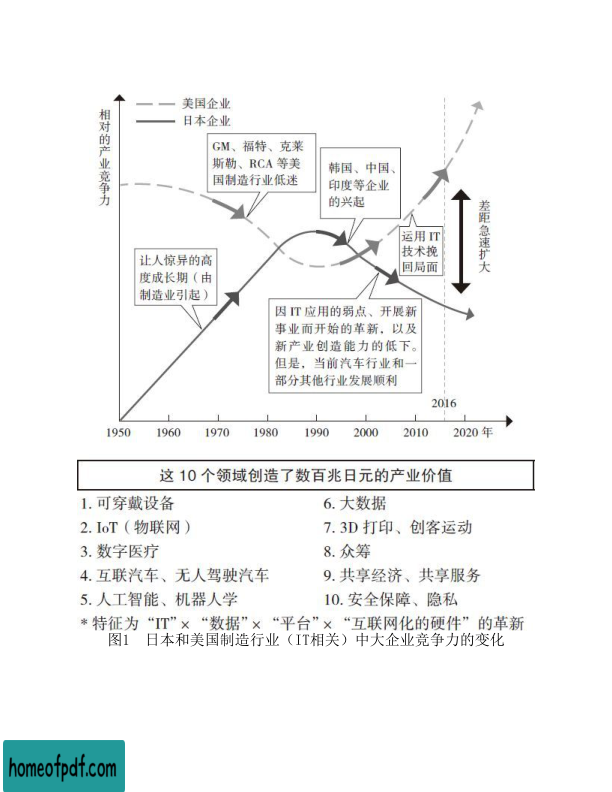 美国企业
日本企业
相对的产业竞争力
GM、福特、克莱
斯勒、RCA 等美
国制造行业低迷
韩国、中国、
印度等企业
的兴起
差距急速扩大
运用 IT
技术挽
回局面
让人惊异的高
度成长期（由
制造业引起）
因IT 应用的弱点、开展新
事业而开始的革新，以及
新产业创造能力的低下。
但是，当前汽车行业和一
部分其他行业发展顺利
2016
1950 1960 1970 1980 1990 2000 2010 2020 年
这 10 个领域创造了数百兆日元的产业价值
1. 可穿戴设备
2. IoT（物联网）
3. 数字医疗
4. 互联汽车、无人驾驶汽车
5. 人工智能、机器人学
6. 大数据
7. 3D 打印、创客运动
8. 众筹
9. 共享经济、共享服务
10. 安全保障、隐私
* 特征为 “IT”× “数据”× “平台”× “互联网化的硬件” 的革新
图1 日本和美国制造行业（IT相关）中大企业竞争力的变化
homeofpdf.com